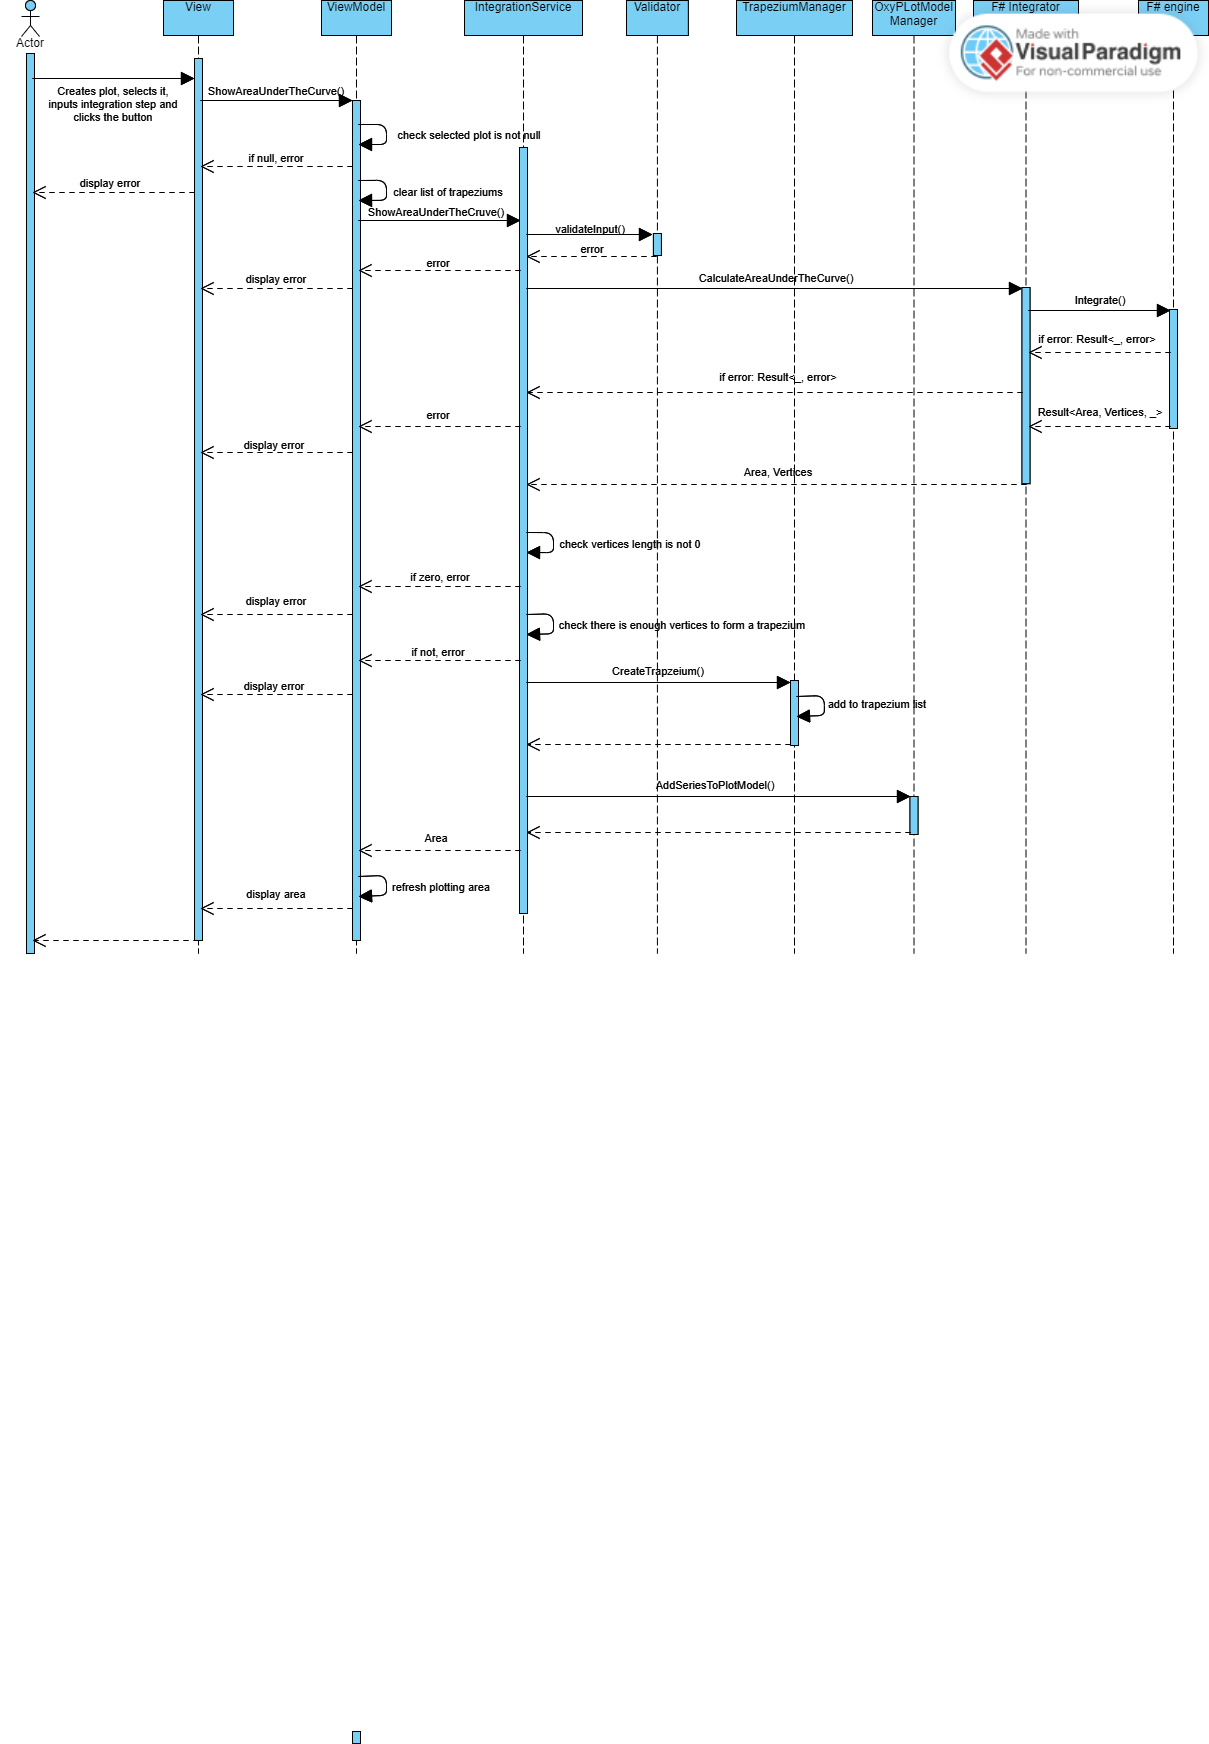 View
ViewModel
IntegrationService
Validator
TrapeziumManager
OxyPLotModel
Manager
F# Integrator
F# engine
Actor
Made with
VisualParadigm
For non-commercial use
Creates plot, selects it,
inputs integration step and
clicks the button
ShowAreaUnderTheCurve()
check selected plot is not null
if null, error
display error
clear list of trapeziums
ShowAreaUnderTheCruve()
validateInput()
error
error
display error
CalculateAreaUnderTheCurve()
Integrate()
if error: Result<_, error>
if error: Result<_, error>
error
Result<Area, Vertices, _>
display error
Area, Vertices
check vertices length is not 0
if zero, error
display error
check there is enough vertices to form a trapezium
if not, error
CreateTrapzeium()
display error
add to trapezium list
AddSeriesToPlotModel()
Area
refresh plotting area
display area